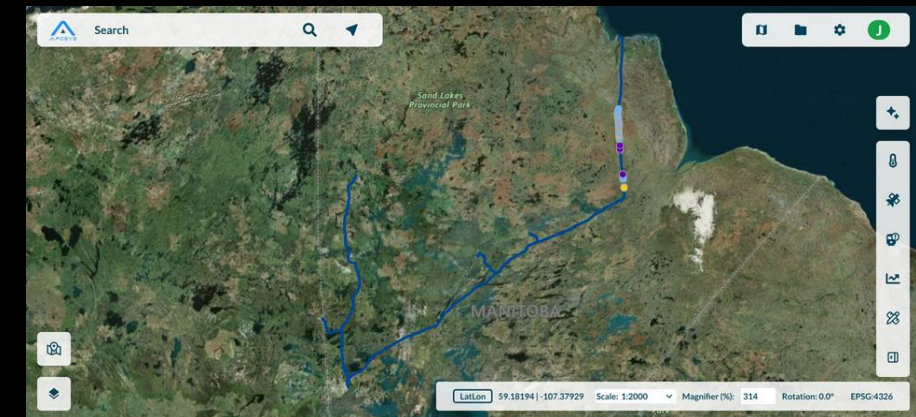 APOSYS
Search
J
Sand Lakes
Provincial Park
MANITOBA
LatLon 59.18194 | -107.37929 Scale: 1:2000 Magnifier (%): 314 Rotation: 0.0° EPSG:4326